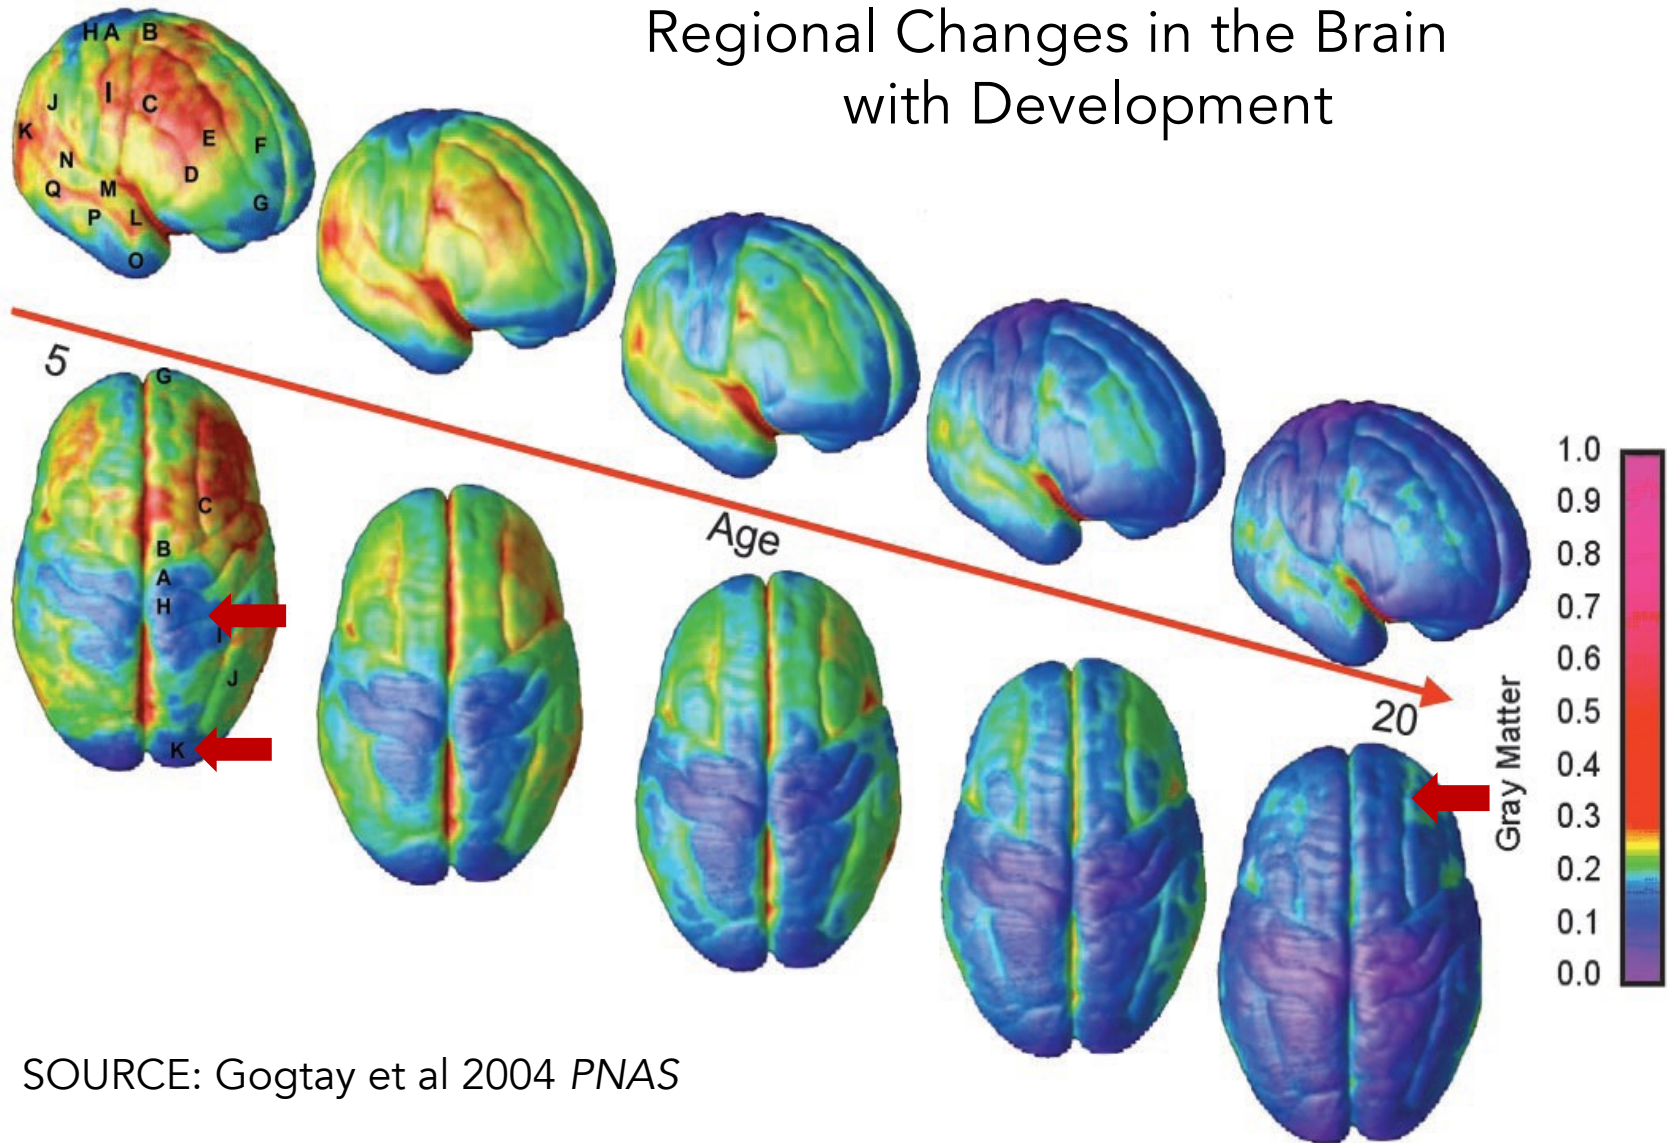 Regional Changes in the Brain
with Development
H A B
I C
J
K E F
N D
Q M G
P L
O
5
Age
20
G
C
B
A
H
I
J
K
Gray Matter
1.0
0.9
0.8
0.7
0.6
0.5
0.4
0.3
0.2
0.1
0.0
SOURCE: Gogtay et al 2004 PNAS